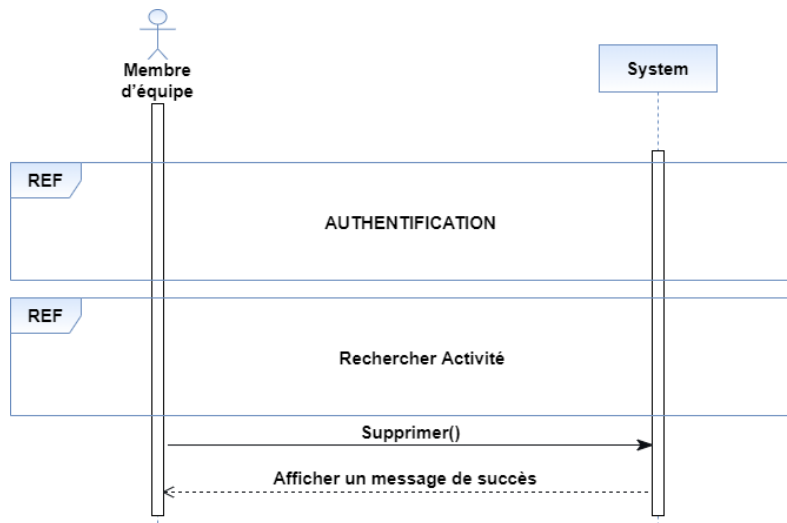 Membre
d'équipe
System
REF
AUTHENTIFICATION
REF
Rechercher Activité
Supprimer()
Afficher un message de succès